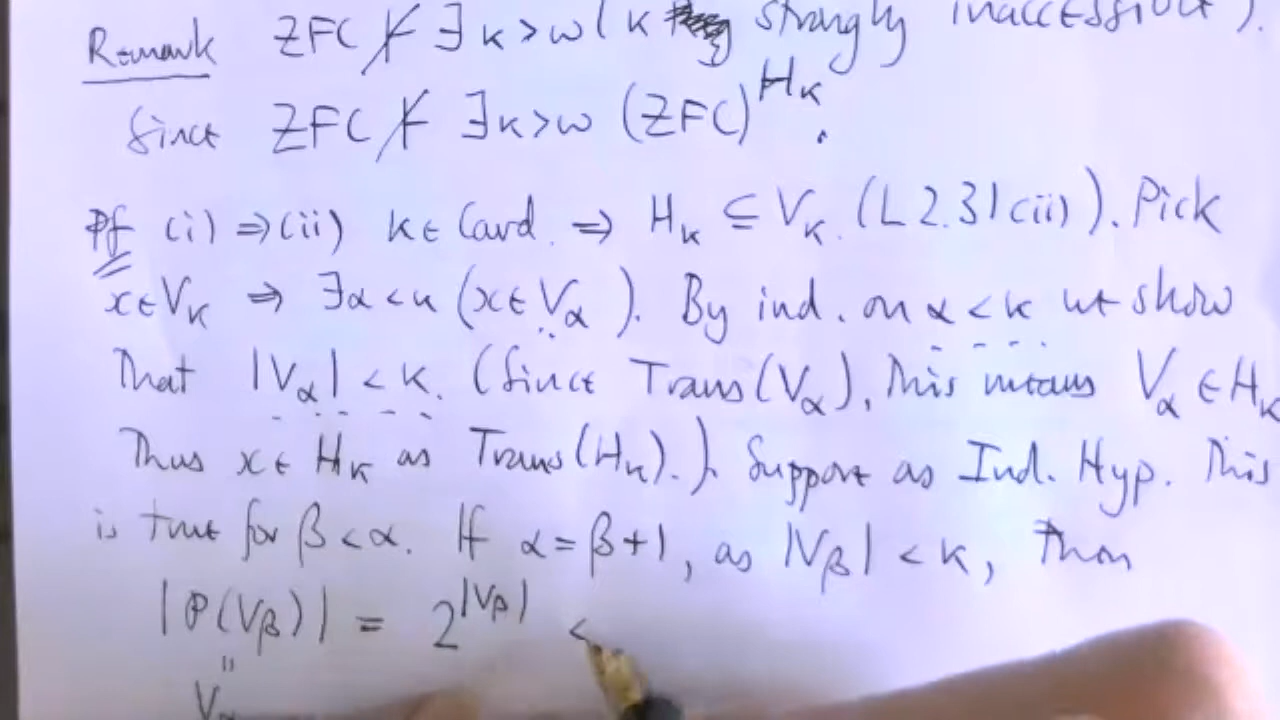 Remark ZFC ⊬ ∃κ>ω (κ strongly inaccessible).
Since ZFC ⊬ ∃κ>ω (ZFC)^{H_κ}.
Pf (i) ⇒ (ii) κ ∈ Card. ⇒ H_κ ⊆ V_κ. (L 2.31 (ii)). Pick
x ∈ V_κ ⇒ ∃α<κ (x ∈ V_α). By ind. on α<κ we show
That |V_α| < κ. (Since Trans(V_α), This means V_α ∈ H_κ
Thus x ∈ H_κ as Trans(H_κ).). Suppose as Ind. Hyp. This
is true for β<α. If α = β+1, as |V_β| < κ, then
|P(V_β)| = 2^{|V_β|} <
"
V_α